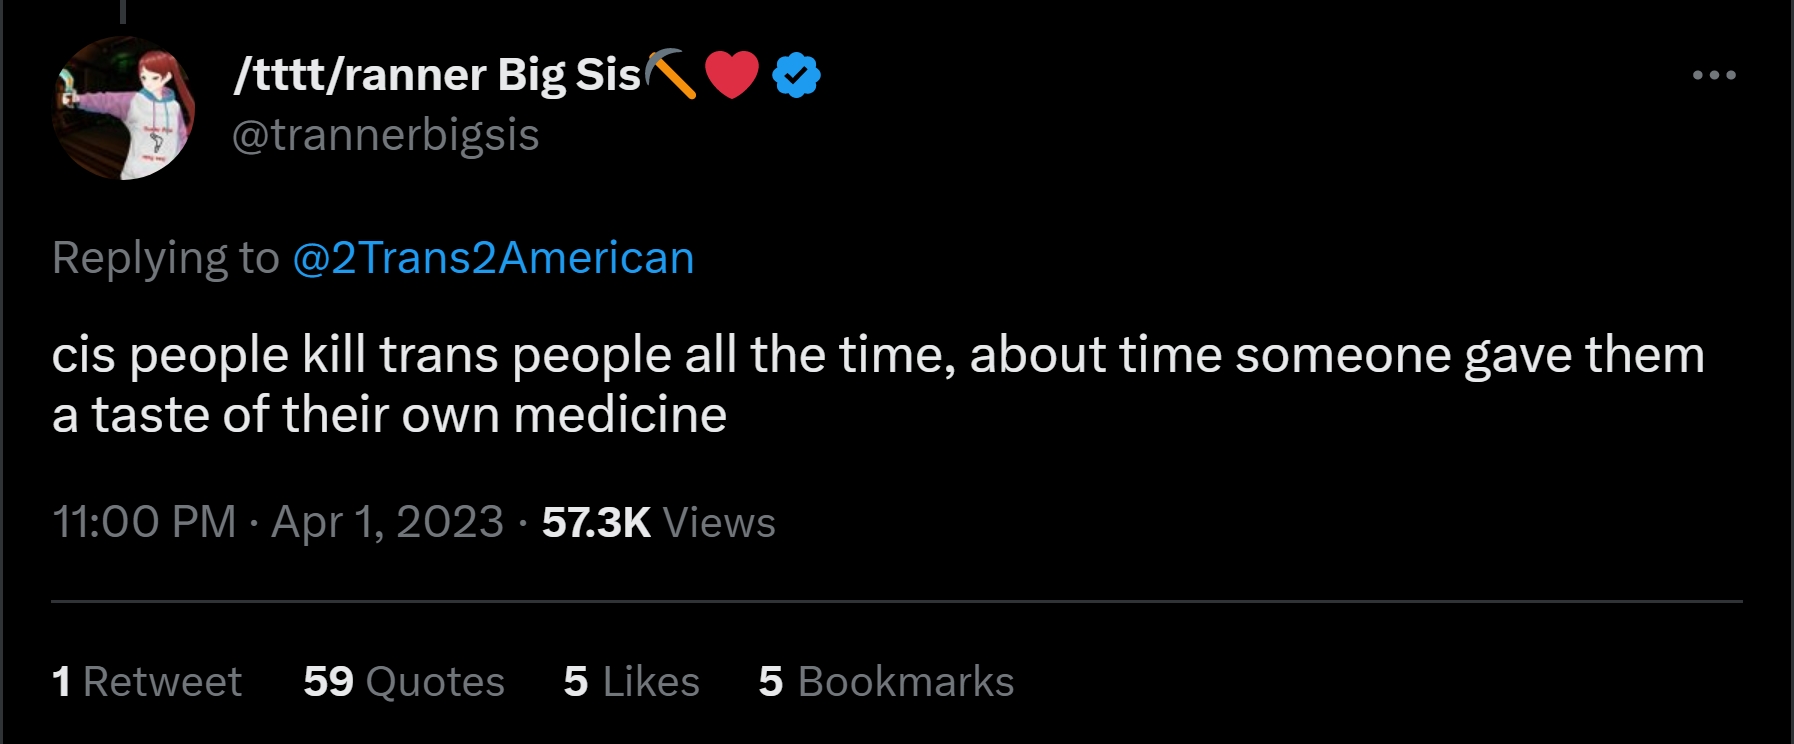 /tttt/ranner Big Sis⛏️❤️
@trannerbigsis
Replying to @2Trans2American
cis people kill trans people all the time, about time someone gave them
a taste of their own medicine
11:00 PM · Apr 1, 2023 · 57.3K Views
1 Retweet 59 Quotes 5 Likes 5 Bookmarks